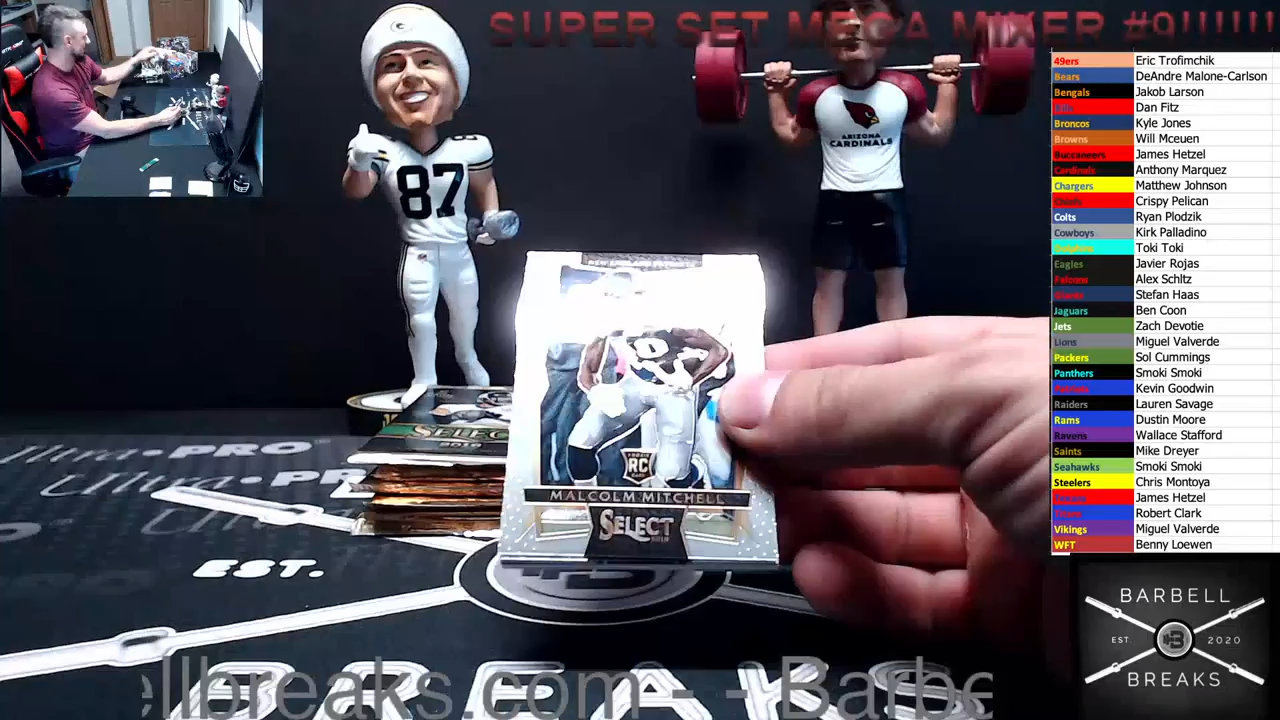 SUPER SET MEGA MIXER #9!!!!!!!
49ers Eric Trofimchik
Bears DeAndre Malone-Carlson
Bengals Jakob Larson
Bills Dan Fitz
Broncos Kyle Jones
Browns Will Mceuen
Buccaneers James Hetzel
Cardinals Anthony Marquez
Chargers Matthew Johnson
Chiefs Crispy Pelican
Colts Ryan Plodzik
Cowboys Kirk Palladino
Dolphins Toki Toki
Eagles Javier Rojas
Falcons Alex Schltz
Giants Stefan Haas
Jaguars Ben Coon
Jets Zach Devotie
Lions Miguel Valverde
Packers Sol Cummings
Panthers Smoki Smoki
Patriots Kevin Goodwin
Raiders Lauren Savage
Rams Dustin Moore
Ravens Wallace Stafford
Saints Mike Dreyer
Seahawks Smoki Smoki
Steelers Chris Montoya
Texans James Hetzel
Titans Robert Clark
Vikings Miguel Valverde
WFT Benny Loewen
G
87
ARIZONA
CARDINALS
SELECT
2016
ROOKIE
RC
MALCOLM MITCHELL
SELECT
Ultra-PRO
EST.
BREAKS
ellbreaks.com - - Barbe
BARBELL
EST. 2020
BREAKS